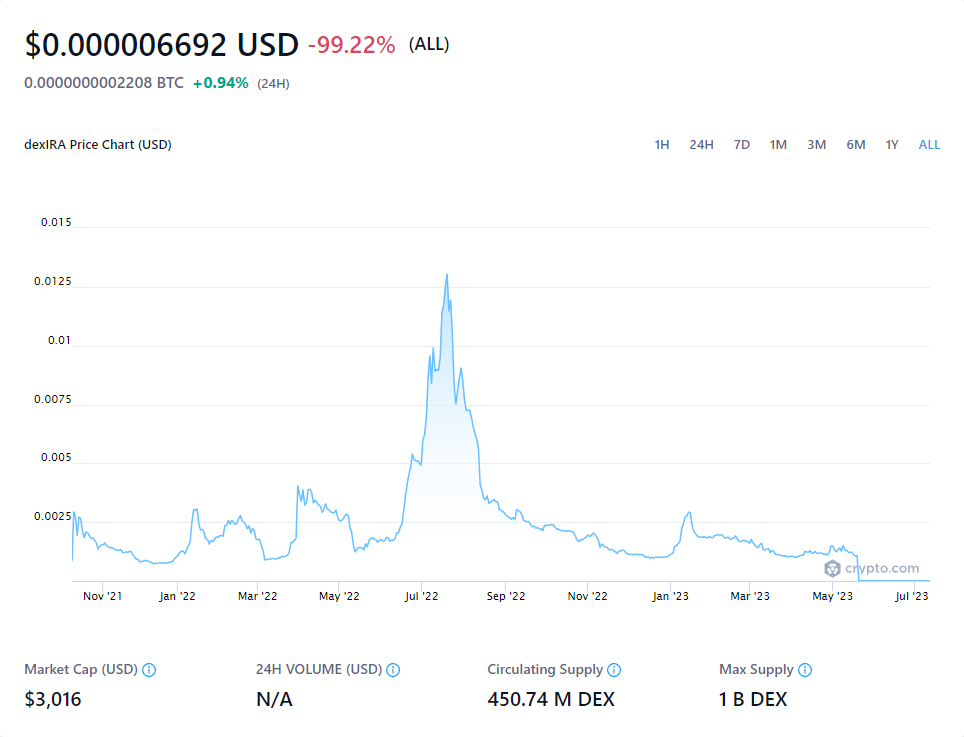 $0.000006692 USD -99.22% (ALL)
0.0000000002208 BTC +0.94% (24H)
dexIRA Price Chart (USD) 1H 24H 7D 1M 3M 6M 1Y ALL
0.015
0.0125
0.01
0.0075
0.005
0.0025
crypto.com
Nov '21 Jan '22 Mar '22 May '22 Jul '22 Sep '22 Nov '22 Jan '23 Mar '23 May '23 Jul '23
Market Cap (USD) 24H VOLUME (USD) Circulating Supply Max Supply
$3,016 N/A 450.74 M DEX 1 B DEX